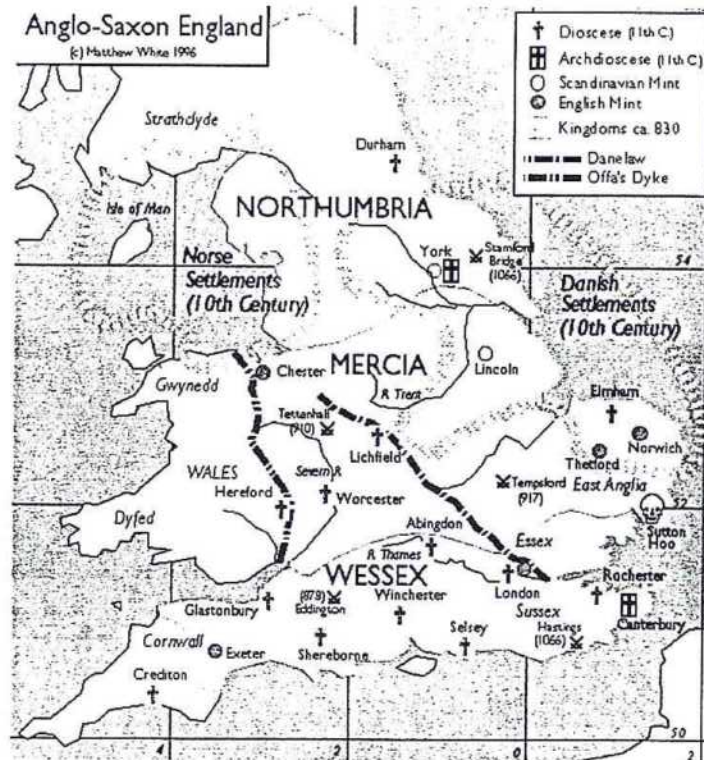 Anglo-Saxon England
(c) Matthew White 1996
Dioscese (11th C)
Archdioscese (11th C)
Scandinavian Mint
English Mint
Kingdoms ca. 830
Danelaw
Offa's Dyke
Strathclyde
Durham
Isle of Man
NORTHUMBRIA
York
Stamford
Bridge
(1066)
54
Norse
Settlements
(10th Century)
Danish
Settlements
(10th Century)
MERCIA
Chester
Lincoln
Gwynedd
R. Trent
Elmham
Tettenhall
(910)
Lichfield
Norwich
Thetford
WALES
Severn R.
Tempsford
(917)
East Anglia
Hereford
Worcester
52
Dyfed
Sutton
Hoo
Abingdon
Essex
R. Thames
WESSEX
London
Rochester
Glastonbury
(878)
Eddington
Winchester
Sussex
Canterbury
Cornwall
Hastings
(1066)
Selsey
Exeter
Shereborne
Crediton
50
4
2
0
2